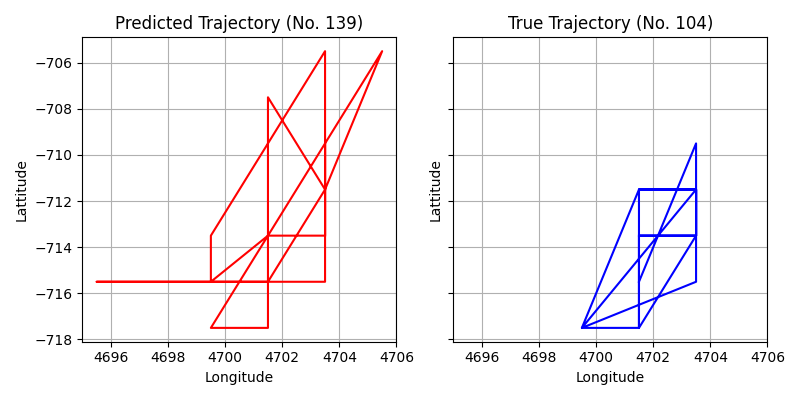 Predicted Trajectory (No. 139)
−706
−708
−710
−712
−714
−716
−718
Lattitude
4696 4698 4700 4702 4704 4706
Longitude
True Trajectory (No. 104)
Lattitude
4696 4698 4700 4702 4704 4706
Longitude